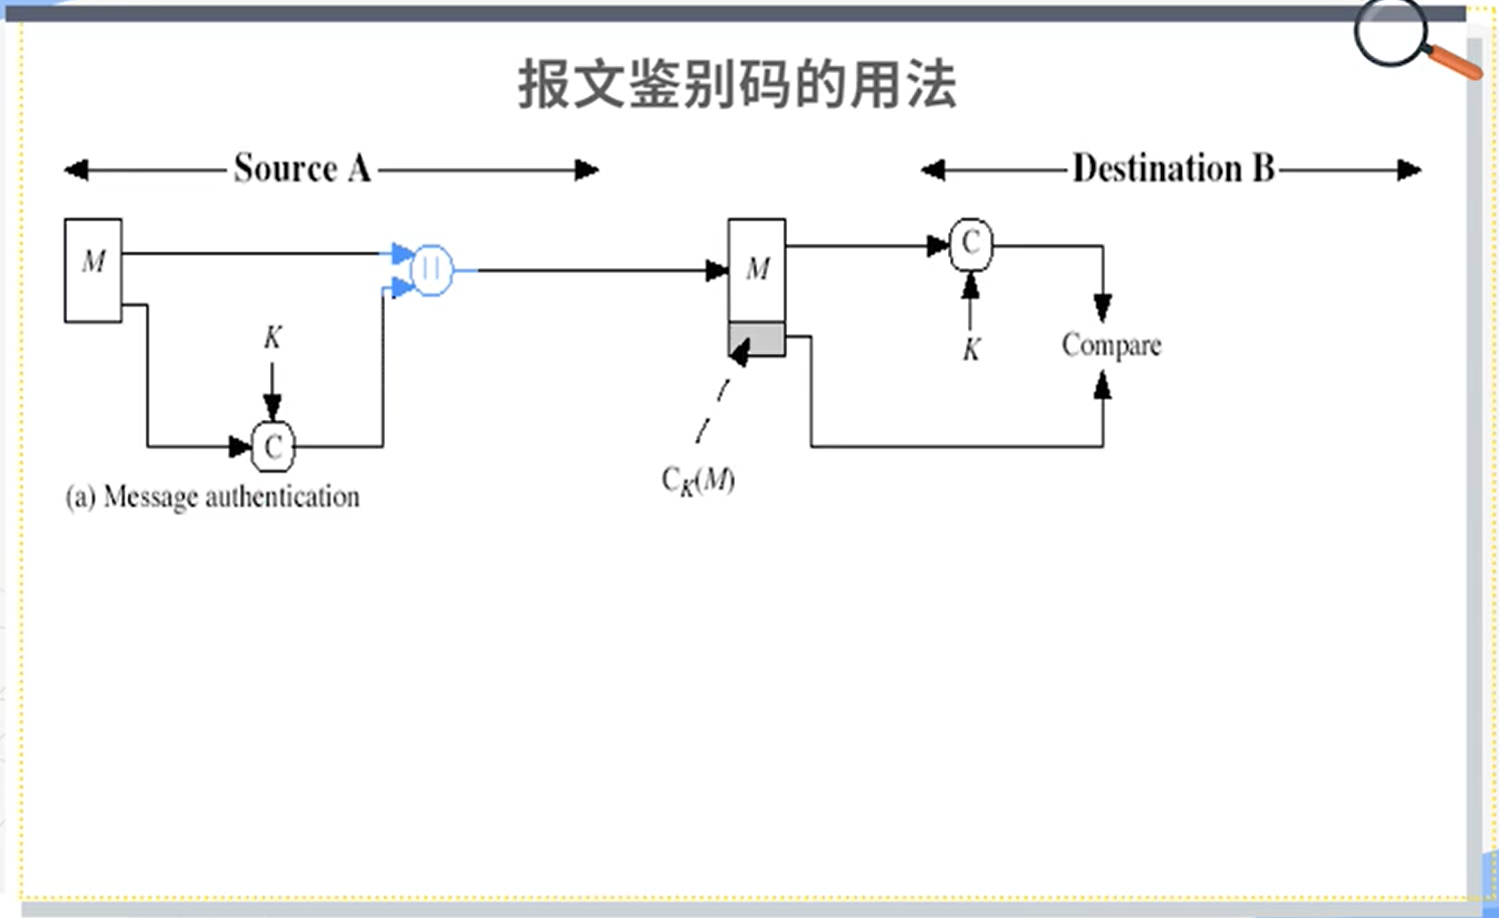 报文鉴别码的用法
Source A
Destination B
M
||
M
C
K
K
Compare
C
C_K(M)
(a) Message authentication